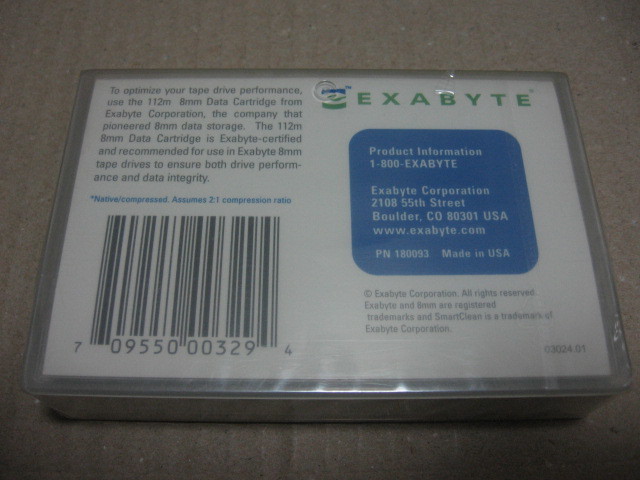 To optimize your tape drive performance,
use the 112m 8mm Data Cartridge from
Exabyte Corporation, the company that
pioneered 8mm data storage. The 112m
8mm Data Cartridge is Exabyte-certified
and recommended for use in Exabyte 8mm
tape drives to ensure both drive perform-
ance and data integrity.
*Native/compressed. Assumes 2:1 compression ratio
7 09550 00329 4
EXABYTE®
Product Information
1-800-EXABYTE
Exabyte Corporation
2108 55th Street
Boulder, CO 80301 USA
www.exabyte.com
PN 180093 Made in USA
© Exabyte Corporation. All rights reserved.
Exabyte and 8mm are registered
trademarks and SmartClean is a trademark of
Exabyte Corporation.
03024.01